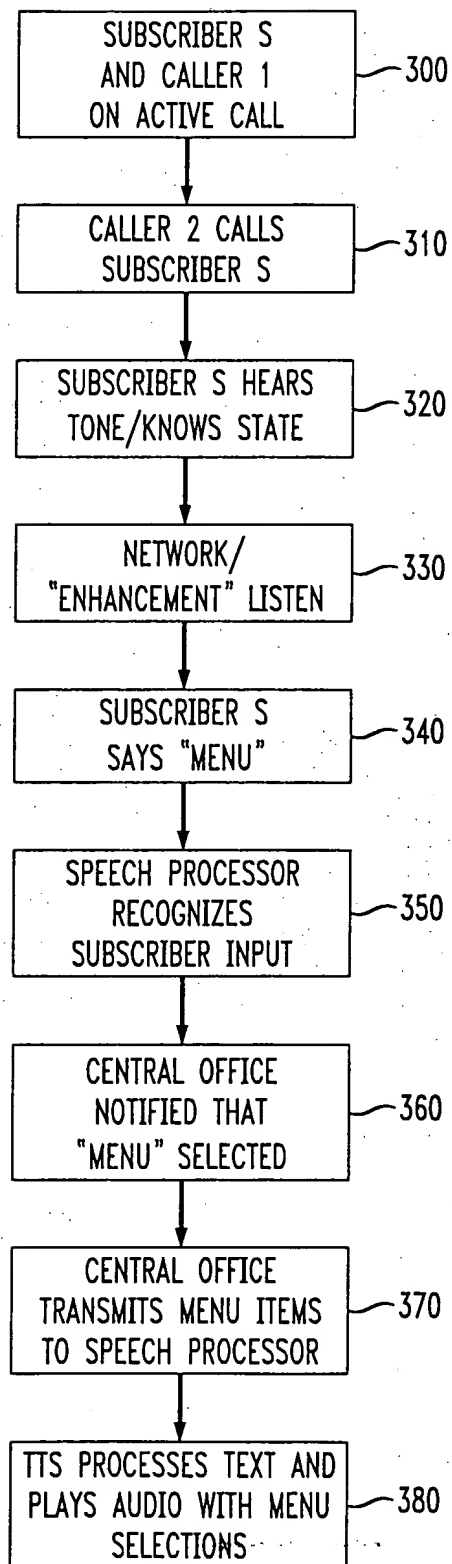 SUBSCRIBER S
AND CALLER 1
ON ACTIVE CALL
300
CALLER 2 CALLS
SUBSCRIBER S
310
SUBSCRIBER S HEARS
TONE/KNOWS STATE
320
NETWORK/
"ENHANCEMENT" LISTEN
330
SUBSCRIBER S
SAYS "MENU"
340
SPEECH PROCESSOR
RECOGNIZES
SUBSCRIBER INPUT
350
CENTRAL OFFICE
NOTIFIED THAT
"MENU" SELECTED
360
CENTRAL OFFICE
TRANSMITS MENU ITEMS
TO SPEECH PROCESSOR
370
TTS PROCESSES TEXT AND
PLAYS AUDIO WITH MENU
SELECTIONS
380